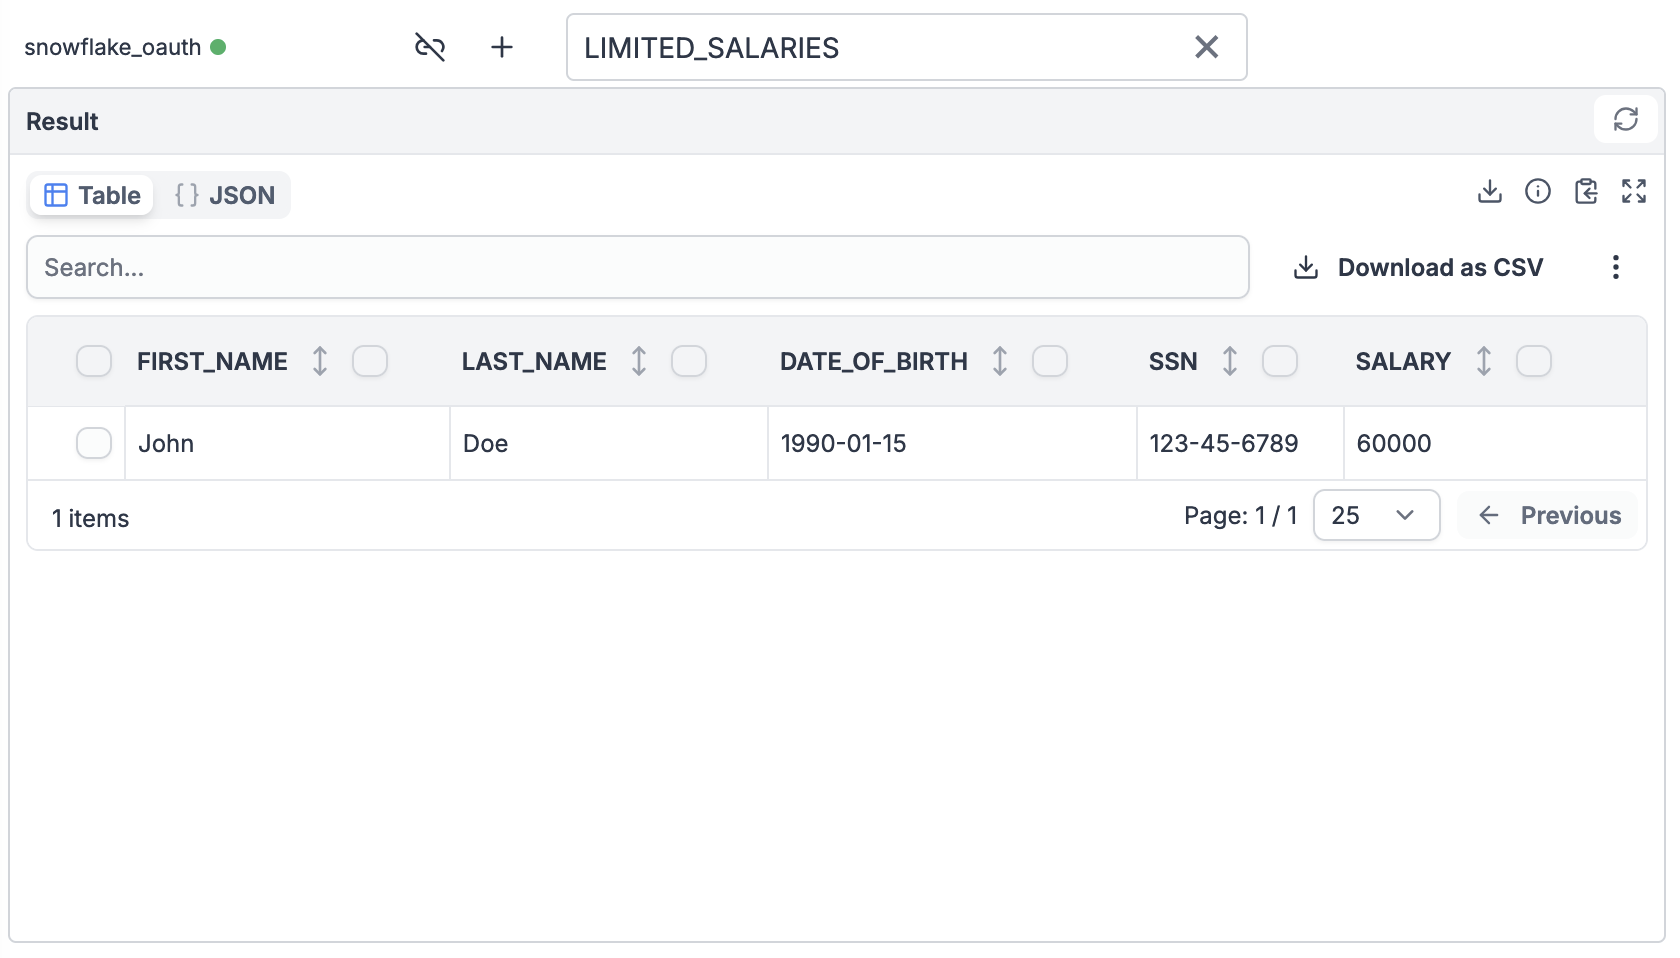 snowflake_oauth
LIMITED_SALARIES
Result
Table
{ } JSON
Search...
Download as CSV
FIRST_NAME LAST_NAME DATE_OF_BIRTH SSN SALARY
John Doe 1990-01-15 123-45-6789 60000
1 items
Page: 1 / 1
25
Previous